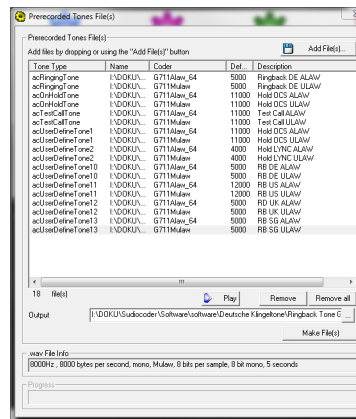 Prerecorded Tones File(s)
Prerecorded Tones File(s)
Add files by dropping or using the "Add File(s)" button
Add File(s)...
Tone Type Name Coder Def... Description
acRingingTone I:\DOKU\... G711Alaw_64 5000 Ringback DE ALAW
acRingingTone I:\DOKU\... G711Mulaw 5000 Ringback DE ULAW
acOnHoldTone I:\DOKU\... G711Alaw_64 11000 Hold OCS ALAW
acOnHoldTone I:\DOKU\... G711Mulaw 11000 Hold OCS ULAW
acTestCallTone I:\DOKU\... G711Alaw_64 11000 Test Call ALAW
acTestCallTone I:\DOKU\... G711Mulaw 11000 Test Call ULAW
acUserDefineTone1 I:\DOKU\... G711Alaw_64 11000 Hold OCS ALAW
acUserDefineTone1 I:\DOKU\... G711Mulaw 11000 Hold OCS ULAW
acUserDefineTone2 I:\DOKU\... G711Alaw_64 4000 Hold LYNC ALAW
acUserDefineTone2 I:\DOKU\... G711Mulaw 4000 Hold LYNC ULAW
acUserDefineTone10 I:\DOKU\... G711Alaw_64 5000 RB DE ALAW
acUserDefineTone10 I:\DOKU\... G711Mulaw 5000 RB DE ULAW
acUserDefineTone11 I:\DOKU\... G711Alaw_64 12000 RB US ALAW
acUserDefineTone11 I:\DOKU\... G711Mulaw 12000 RB US ULAW
acUserDefineTone12 I:\DOKU\... G711Alaw_64 5000 RD UK ALAW
acUserDefineTone12 I:\DOKU\... G711Mulaw 5000 RB UK ULAW
acUserDefineTone13 I:\DOKU\... G711Alaw_64 5000 RB SG ALAW
acUserDefineTone13 I:\DOKU\... G711Mulaw 5000 RB SG ULAW
18 file(s)
Play Remove Remove all
Output I:\DOKU\Sudiocoder\Software\software\Deutsche Klingeltone\Ringback Tone G ...
Make File(s)
.wav File Info
8000Hz , 8000 bytes per second, mono, Mulaw, 8 bits per sample, 8 bit mono, 5 seconds
Progress